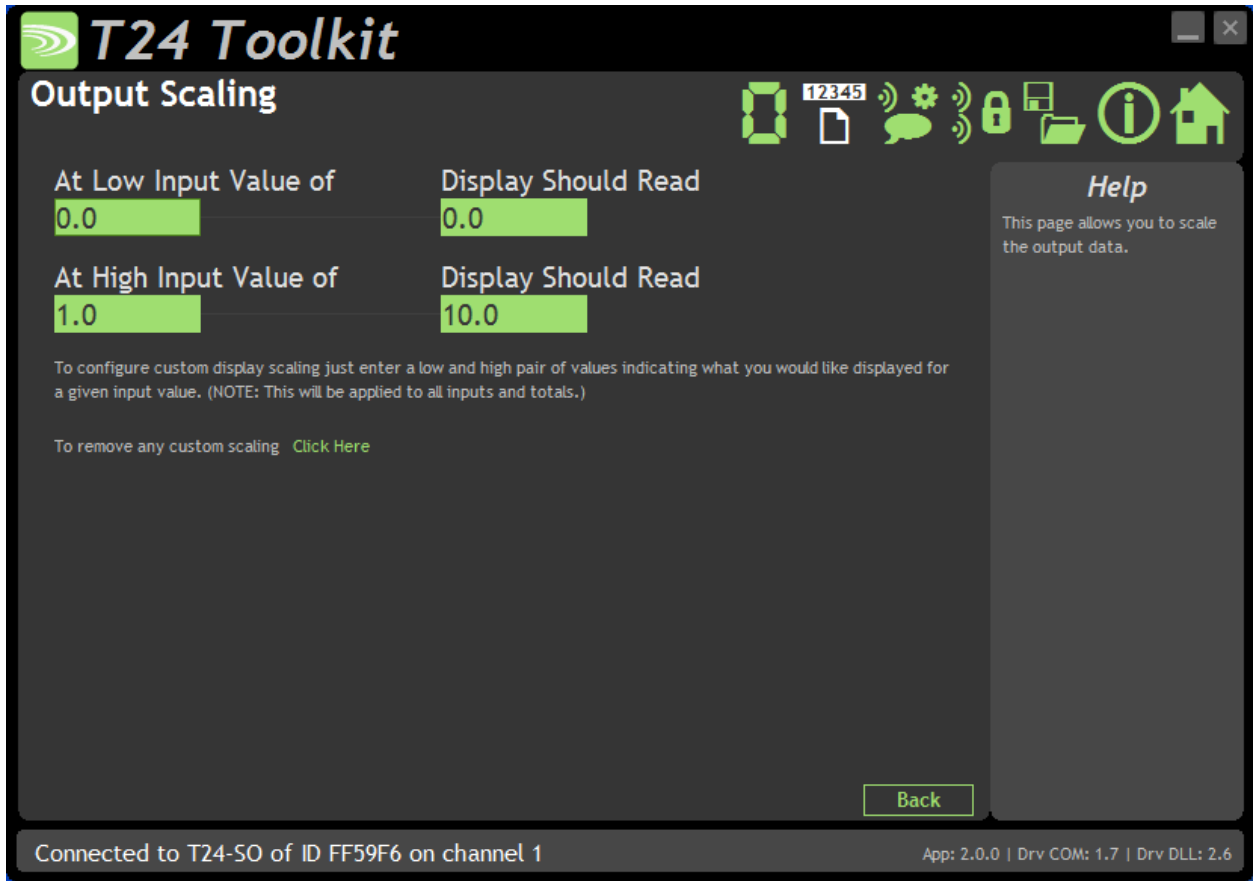 T24 Toolkit
Output Scaling
12345
At Low Input Value of
Display Should Read
0.0
0.0
At High Input Value of
Display Should Read
1.0
10.0
To configure custom display scaling just enter a low and high pair of values indicating what you would like displayed for
a given input value. (NOTE: This will be applied to all inputs and totals.)
To remove any custom scaling Click Here
Back
Help
This page allows you to scale
the output data.
Connected to T24-SO of ID FF59F6 on channel 1
App: 2.0.0 | Drv COM: 1.7 | Drv DLL: 2.6